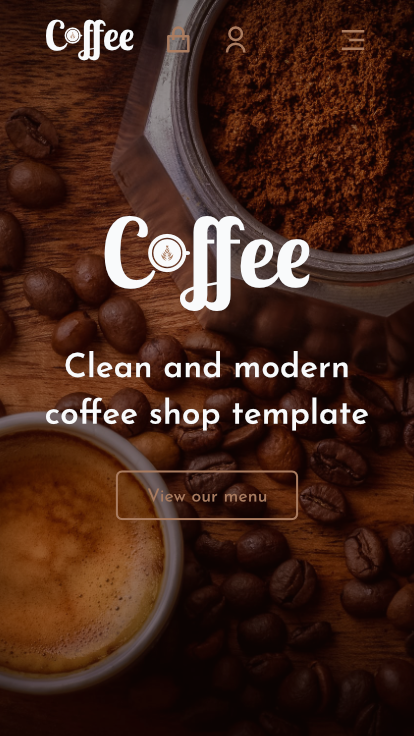 Coffee
Coffee
Clean and modern
coffee shop template
View our menu